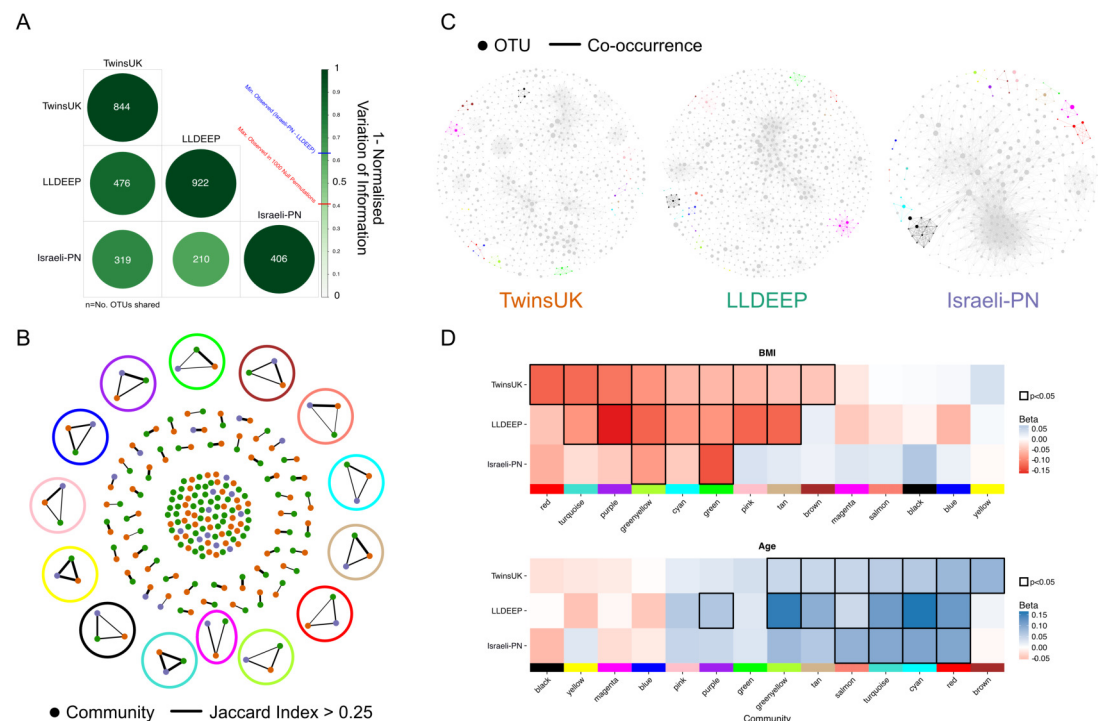 A
TwinsUK
TwinsUK
844
LLDEEP
LLDEEP
476
922
Israeli-PN
Israeli-PN
319
210
406
n=No. OTUs shared
Min. Observed (Israeli-PN - LLDEEP)
Max. Observed in 1000 Null Permutations
1
0.9
0.8
0.7
0.6
0.5
0.4
0.3
0.2
0.1
0
1- Normalised
Variation of Information
B
Community
Jaccard Index > 0.25
C
OTU
Co-occurrence
TwinsUK
LLDEEP
Israeli-PN
D
BMI
TwinsUK
LLDEEP
Israeli-PN
red
turquoise
purple
greenyellow
cyan
green
pink
tan
brown
magenta
salmon
black
blue
yellow
p<0.05
Beta
0.05
0.00
-0.05
-0.10
-0.15
Age
TwinsUK
LLDEEP
Israeli-PN
black
yellow
magenta
blue
pink
purple
green
greenyellow
tan
salmon
turquoise
cyan
red
brown
Community
p<0.05
Beta
0.15
0.10
0.05
0.00
-0.05